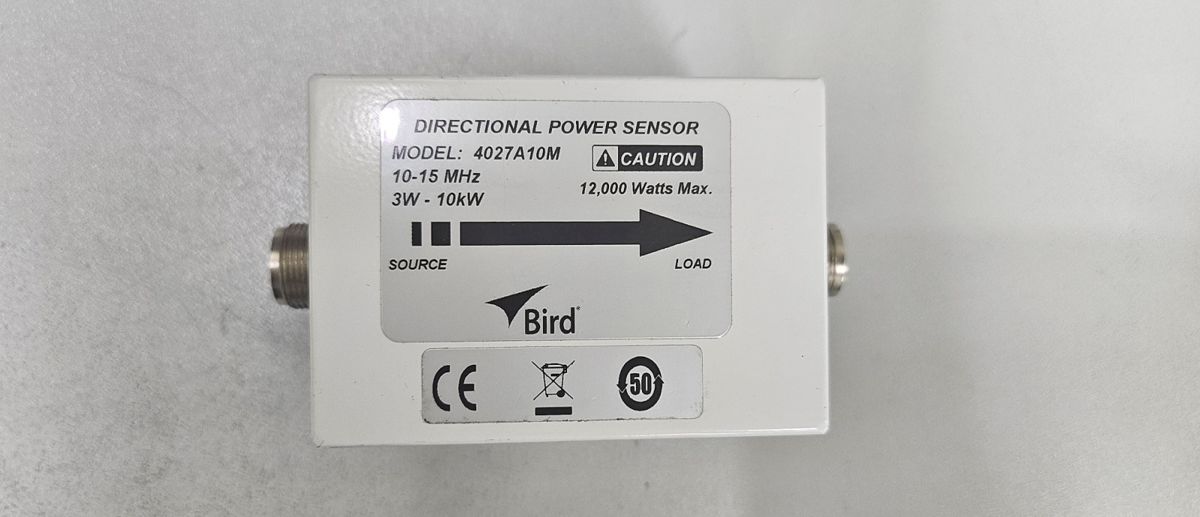 DIRECTIONAL POWER SENSOR
MODEL: 4027A10M
CAUTION
10-15 MHz
12,000 Watts Max.
3W - 10kW
SOURCE
LOAD
Bird®
CE
50